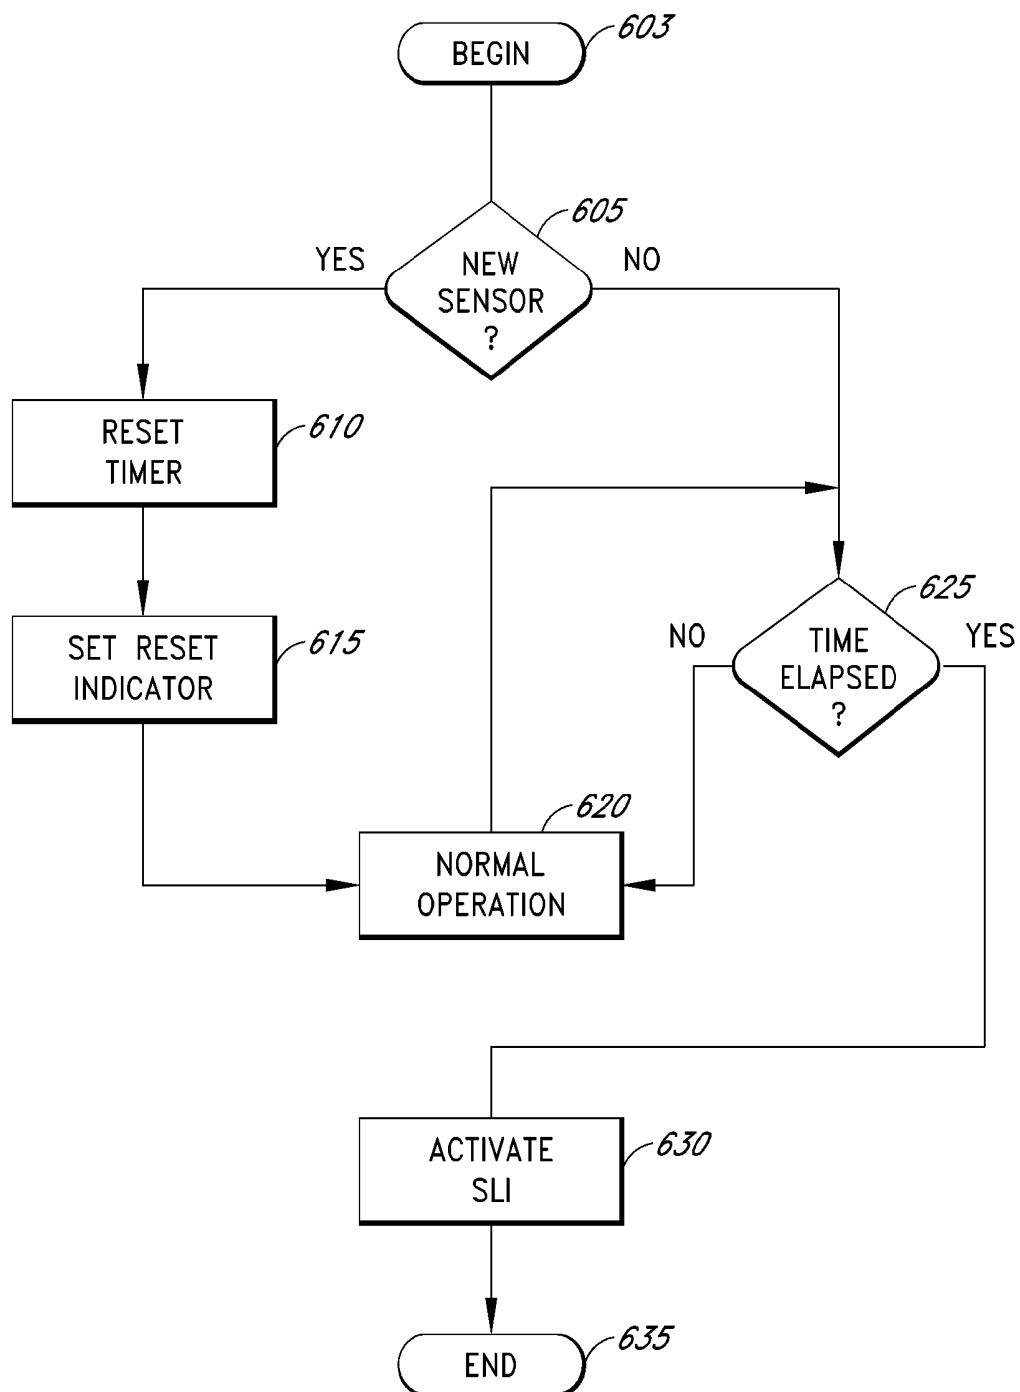 BEGIN
603
605
YES
NEW
SENSOR
?
NO
RESET
TIMER
610
SET RESET
INDICATOR
615
625
NO
TIME
ELAPSED
?
YES
620
NORMAL
OPERATION
ACTIVATE
SLI
630
END
635